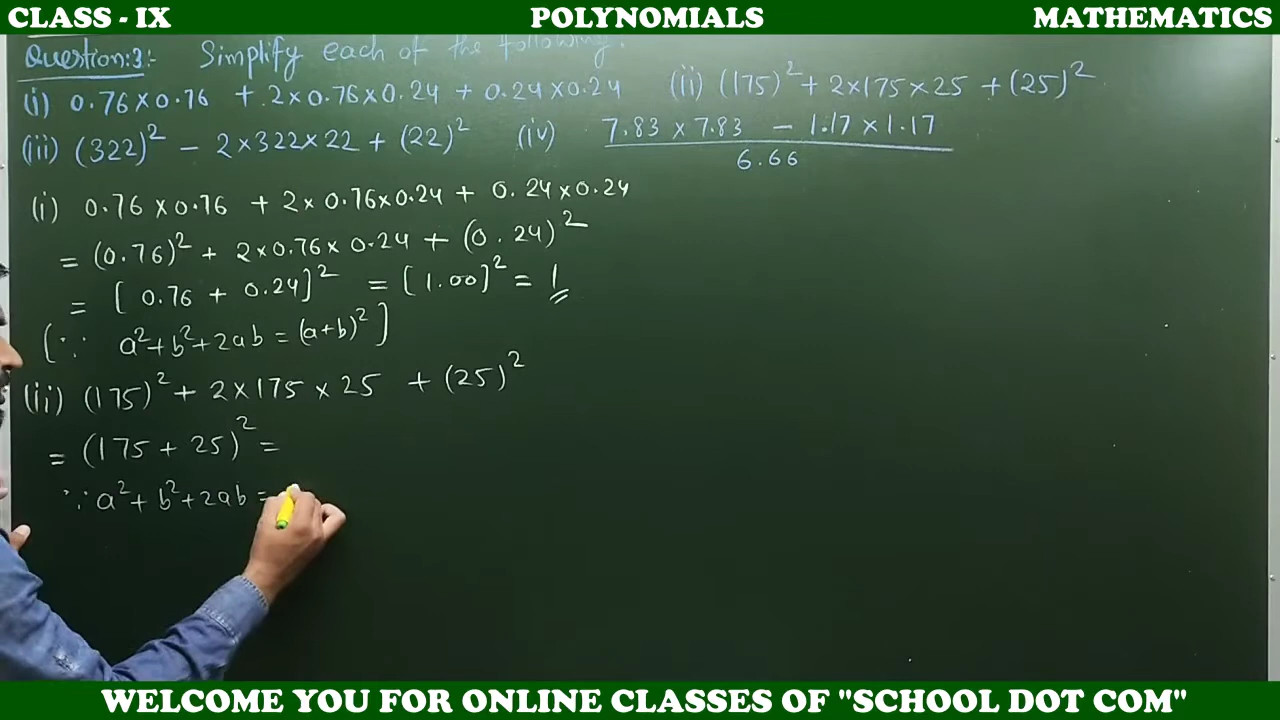 CLASS - IX POLYNOMIALS MATHEMATICS
Question:3:- Simplify each of the following:
(i) 0.76×0.76 + 2×0.76×0.24 + 0.24×0.24 (ii) (175)² + 2×175×25 + (25)²
(iii) (322)² - 2×322×22 + (22)² (iv) 7.83 × 7.83 - 1.17 × 1.17
6.66
(i) 0.76 × 0.76 + 2× 0.76×0.24 + 0.24×0.24
= (0.76)² + 2×0.76× 0.24 + (0.24)²
= [0.76 + 0.24]² = [1.00]² = 1
(∵ a²+b²+2ab = (a+b)²]
(ii) (175)² + 2×175 × 25 + (25)²
= (175 + 25)² =
∵ a² + b² + 2ab =
WELCOME YOU FOR ONLINE CLASSES OF "SCHOOL DOT COM"